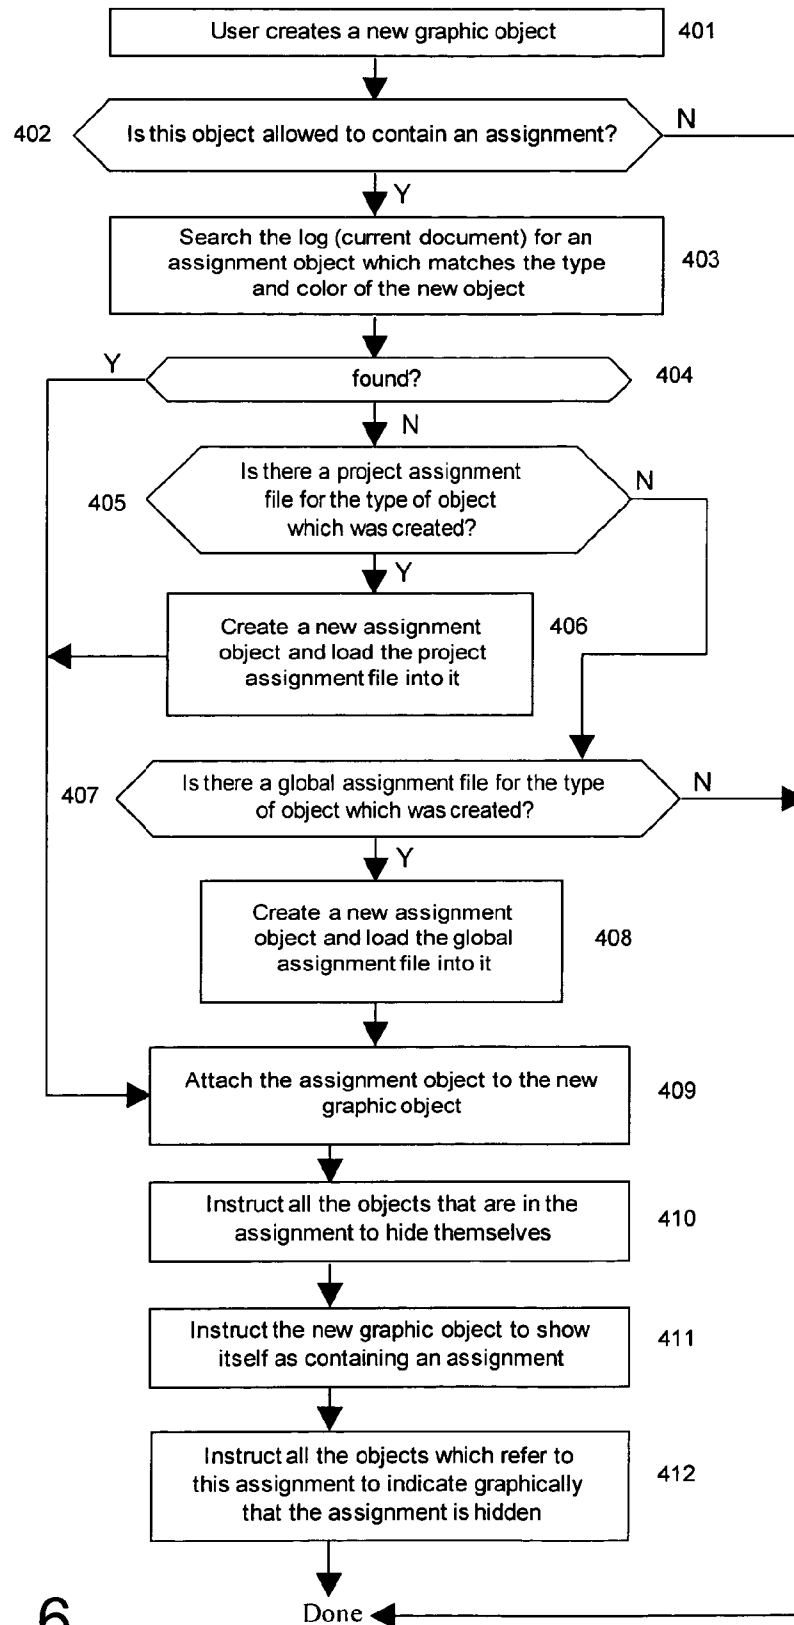 User creates a new graphic object
401
402
Is this object allowed to contain an assignment?
N
Y
Search the log (current document) for an
assignment object which matches the type
and color of the new object
403
Y
found?
404
N
405
Is there a project assignment
file for the type of object
which was created?
N
Y
Create a new assignment
object and load the project
assignment file into it
406
407
Is there a global assignment file for the type
of object which was created?
N
Y
Create a new assignment
object and load the global
assignment file into it
408
Attach the assignment object to the new
graphic object
409
Instruct all the objects that are in the
assignment to hide themselves
410
Instruct the new graphic object to show
itself as containing an assignment
411
Instruct all the objects which refer to
this assignment to indicate graphically
that the assignment is hidden
412
6
Done